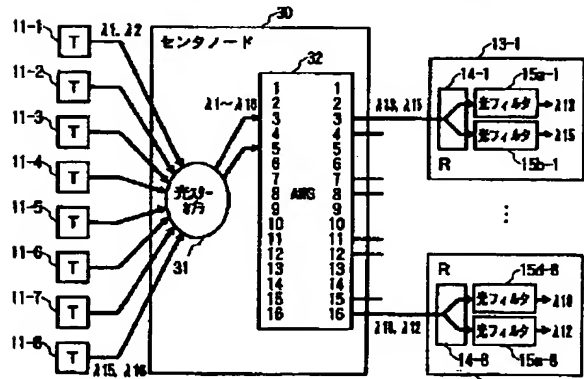 30
センタノード
32
11-1
T
λ1, λ2
11-2
T
11-3
T
11-4
T
11-5
T
11-6
T
11-7
T
11-8
T
λ15, λ16
光スター
カプラ
31
λ1〜λ16
1
2
3
4
5
6
7
8
9
10
11
12
13
14
15
16
AWG
1
2
3
4
5
6
7
8
9
10
11
12
13
14
15
16
λ13, λ15
13-1
14-1
R
15a-1
光フィルタ
λ13
光フィルタ
λ15
15b-1
⋮
λ10, λ12
R
14-8
光フィルタ
λ10
光フィルタ
λ12